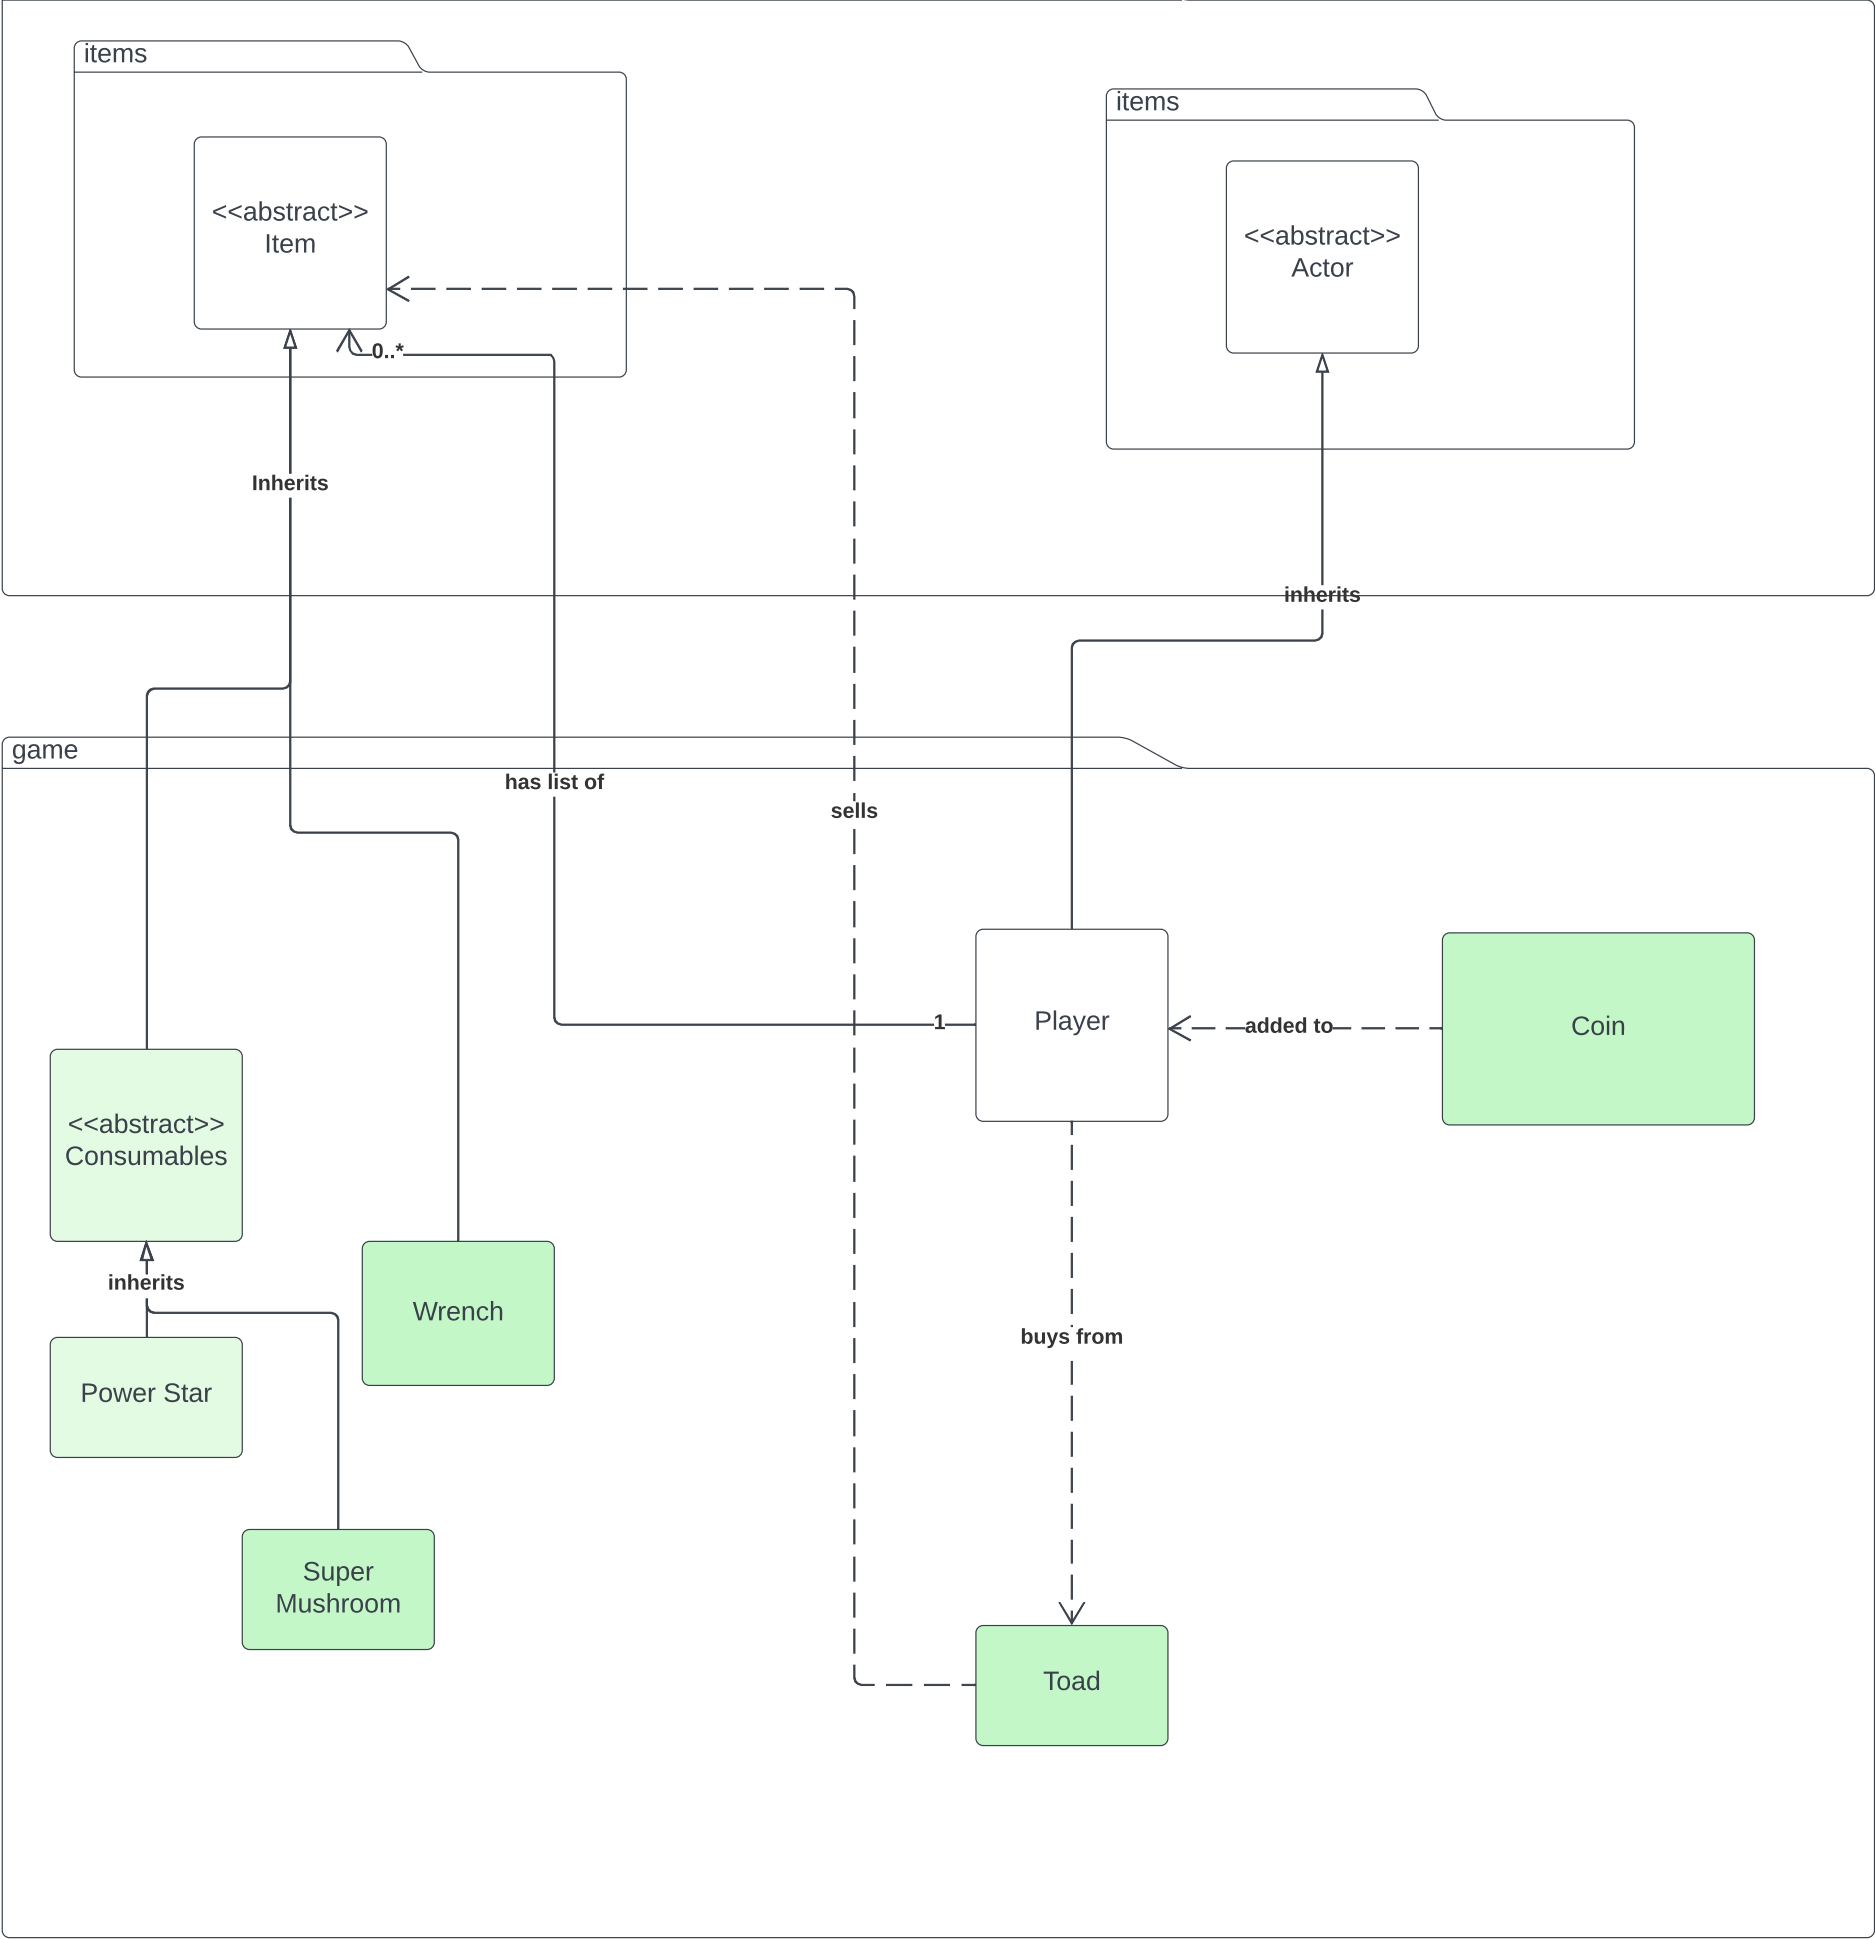 items
items
<<abstract>>
Item
<<abstract>>
Actor
0..*
Inherits
inherits
game
has list of
sells
1
Player
added to
Coin
<<abstract>>
Consumables
inherits
Wrench
buys from
Power Star
Super
Mushroom
Toad